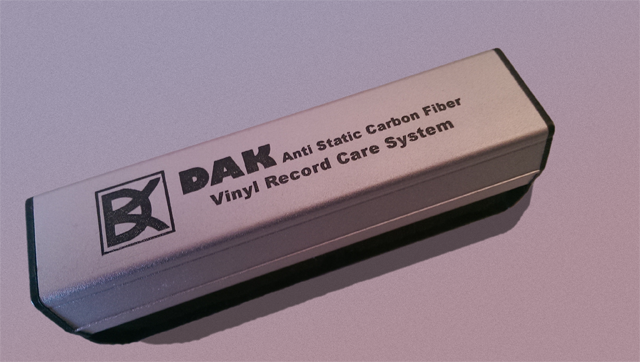 DAK Anti Static Carbon Fiber
Vinyl Record Care System